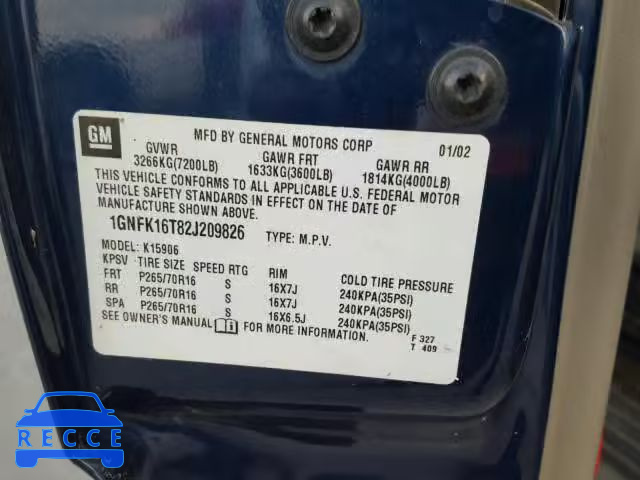 GM
MFD BY GENERAL MOTORS CORP
01/02
GVWR GAWR FRT GAWR RR
3266KG(7200LB) 1633KG(3600LB) 1814KG(4000LB)
THIS VEHICLE CONFORMS TO ALL APPLICABLE U.S. FEDERAL MOTOR
VEHICLE SAFETY STANDARDS IN EFFECT ON THE DATE OF
MANUFACTURE SHOWN ABOVE.
1GNFK16T82J209826 TYPE: M.P.V.
MODEL: K15906
KPSV TIRE SIZE SPEED RTG RIM COLD TIRE PRESSURE
FRT P265/70R16 S 16X7J 240KPA(35PSI)
RR P265/70R16 S 16X7J 240KPA(35PSI)
SPA P265/70R16 S 16X6.5J 240KPA(35PSI)
SEE OWNER'S MANUAL FOR MORE INFORMATION.
F 327
T 409
RECCE